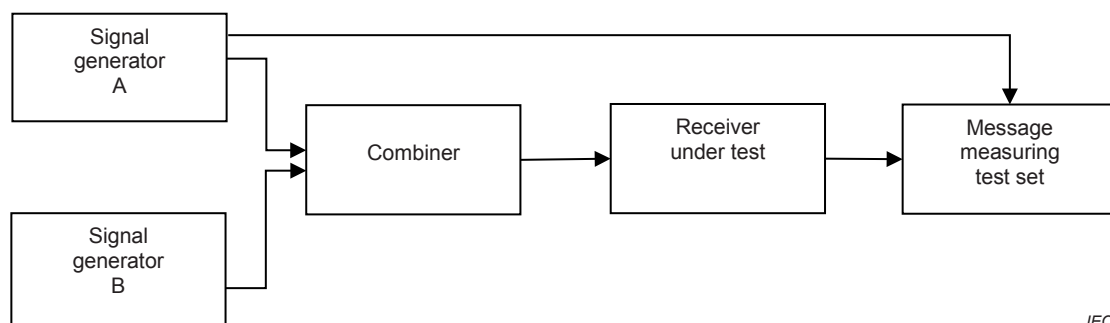 Signal
generator
A
Combiner
Receiver
under test
Message
measuring
test set
Signal
generator
B
IEC